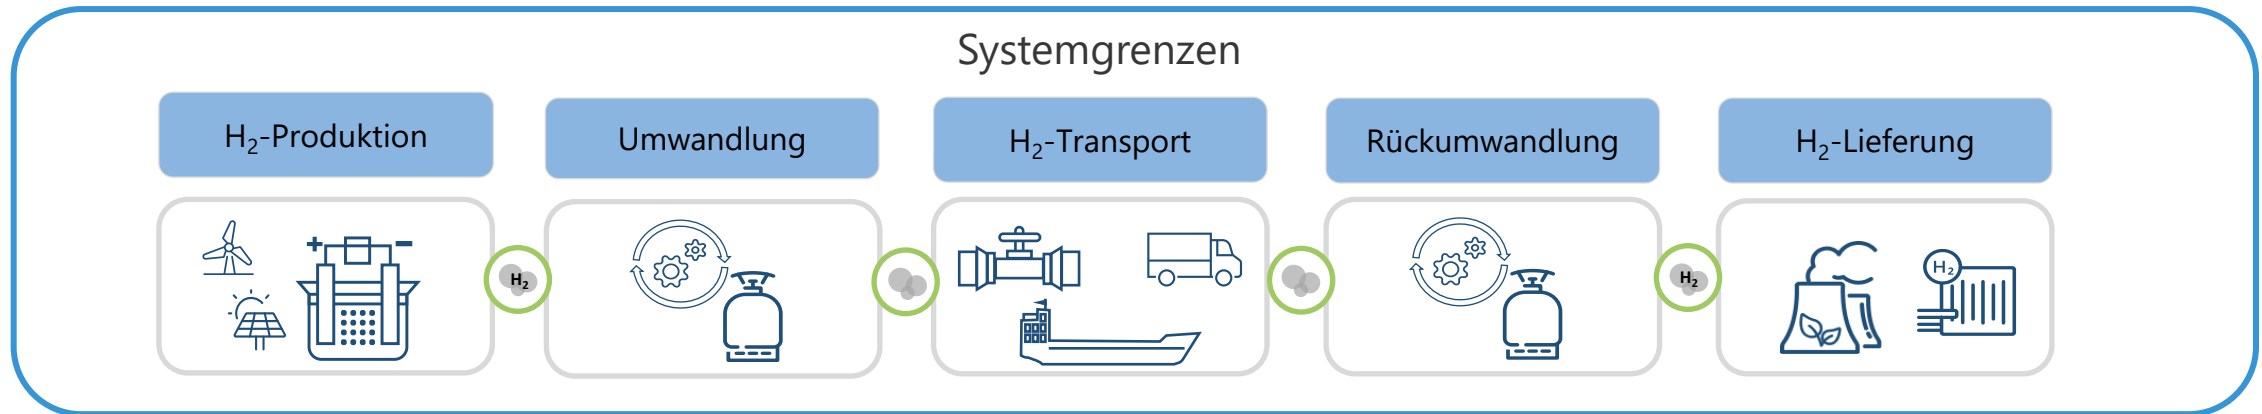 Systemgrenzen
H₂-Produktion
Umwandlung
H₂-Transport
Rückumwandlung
H₂-Lieferung
+ −
H₂
H₂
H₂